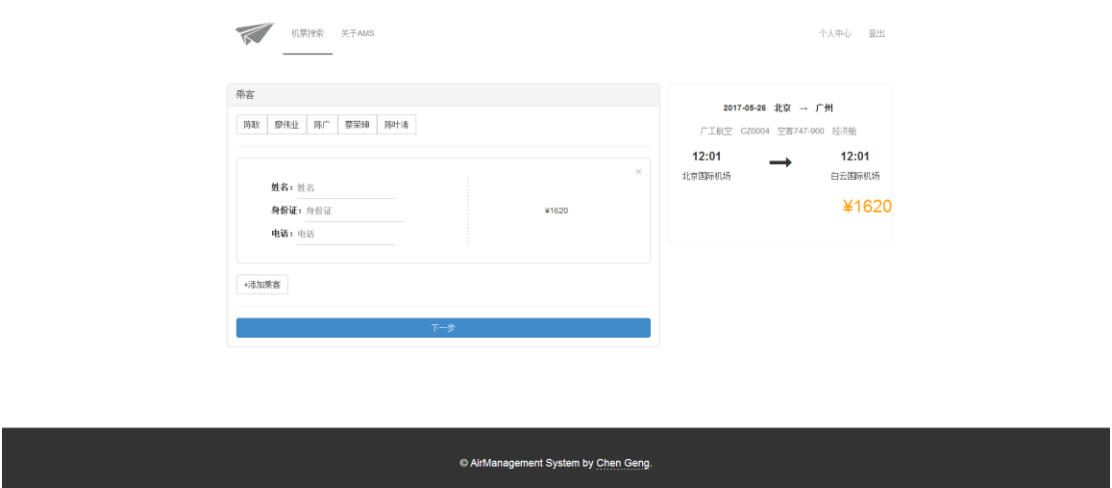 机票搜索 关于AMS 个人中心 登出
乘客
陈耿 廖伟业 陈广 蔡荣坤 陈叶涛
×
姓名：姓名
身份证：身份证
¥1620
电话：电话
+添加乘客
下一步
2017-05-26 北京 → 广州
广工航空 CZ0004 空客747-900 经济舱
12:01 12:01
北京国际机场 白云国际机场
¥1620
© AirManagement System by Chen Geng.